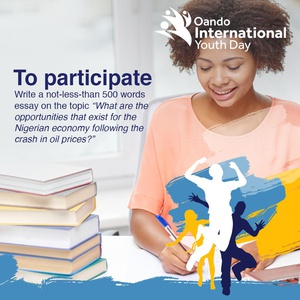 Oando
International
Youth Day
To participate
Write a not-less-than 500 words
essay on the topic “What are the
opportunities that exist for the
Nigerian economy following the
crash in oil prices?”